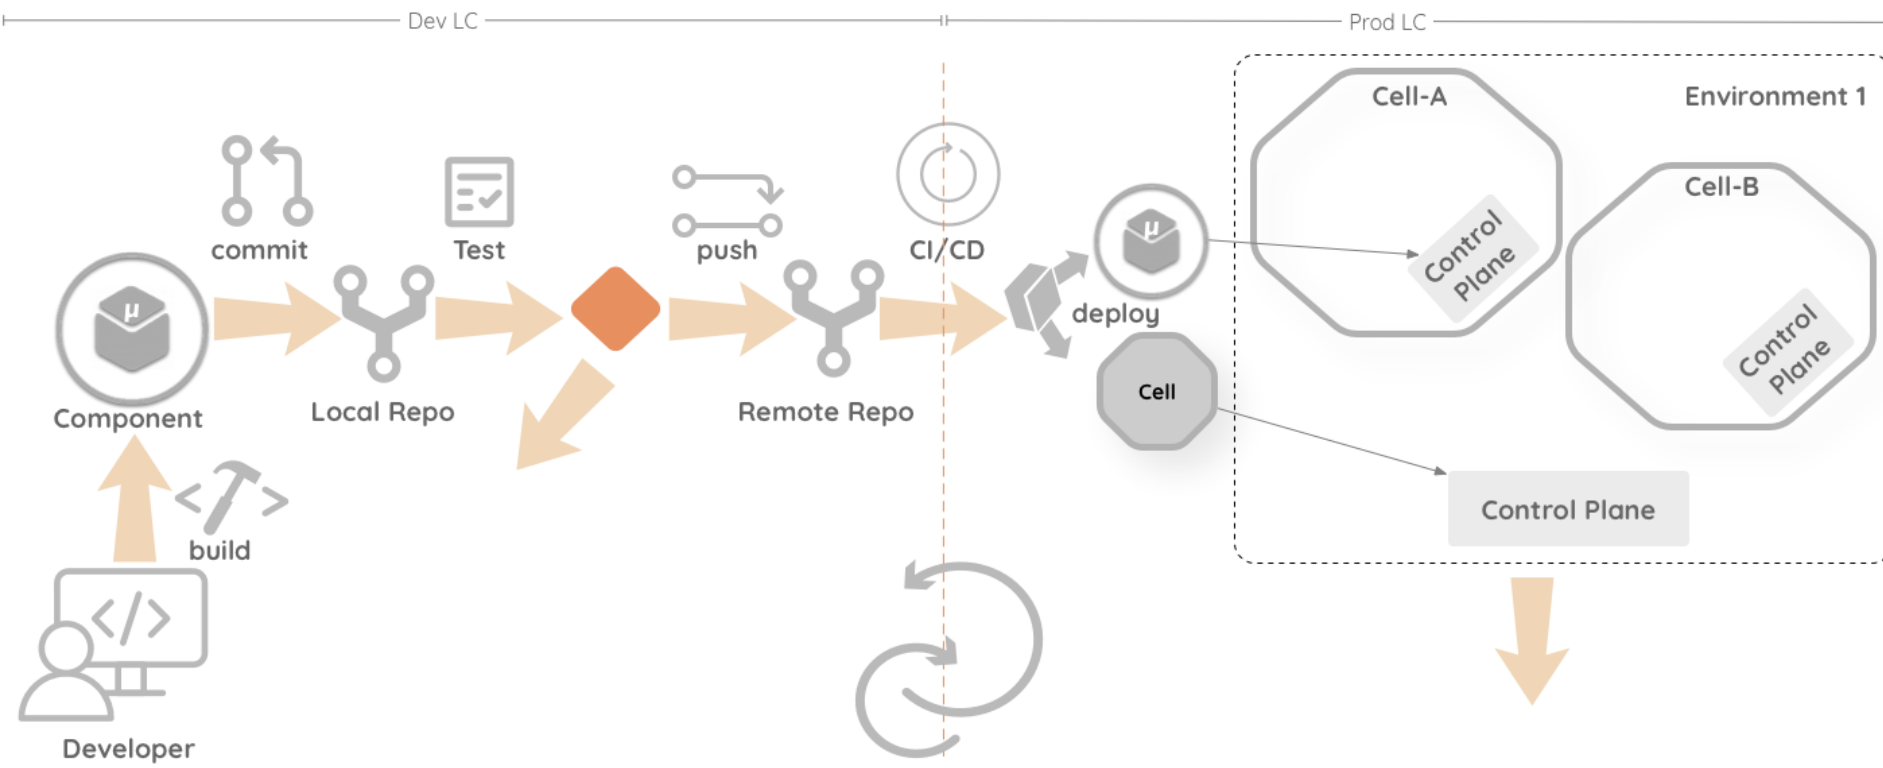 Dev LC
Prod LC
Cell-A
Environment 1
Cell-B
commit
Test
push
CI/CD
μ
μ
Control
Plane
deploy
Control
Plane
Component
Local Repo
Remote Repo
Cell
< >
build
Control Plane
</>
Developer